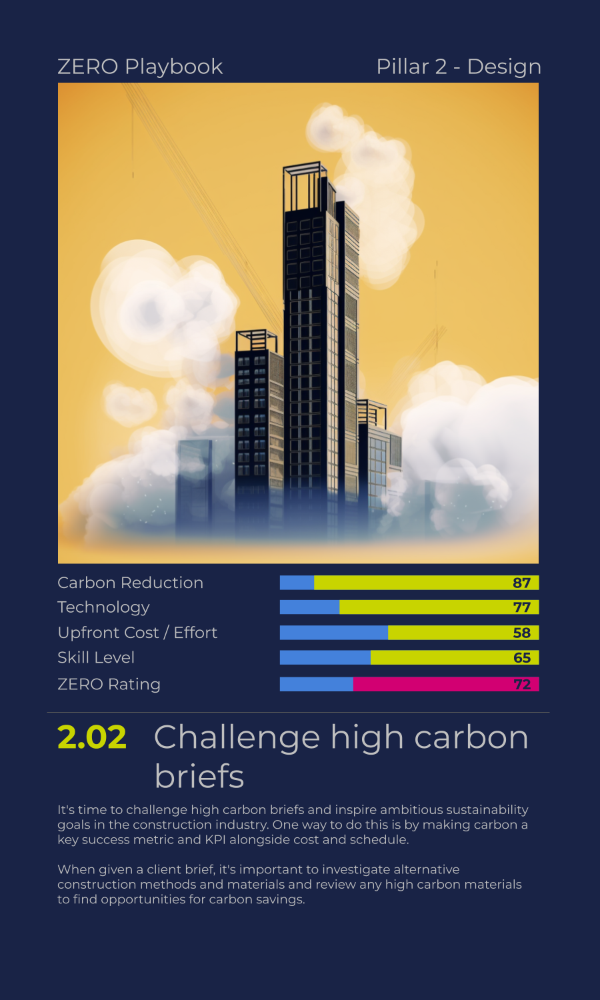 ZERO Playbook Pillar 2 - Design
Carbon Reduction 87
Technology 77
Upfront Cost / Effort 58
Skill Level 65
ZERO Rating 72
2.02 Challenge high carbon
briefs
It's time to challenge high carbon briefs and inspire ambitious sustainability
goals in the construction industry. One way to do this is by making carbon a
key success metric and KPI alongside cost and schedule.
When given a client brief, it's important to investigate alternative
construction methods and materials and review any high carbon materials
to find opportunities for carbon savings.